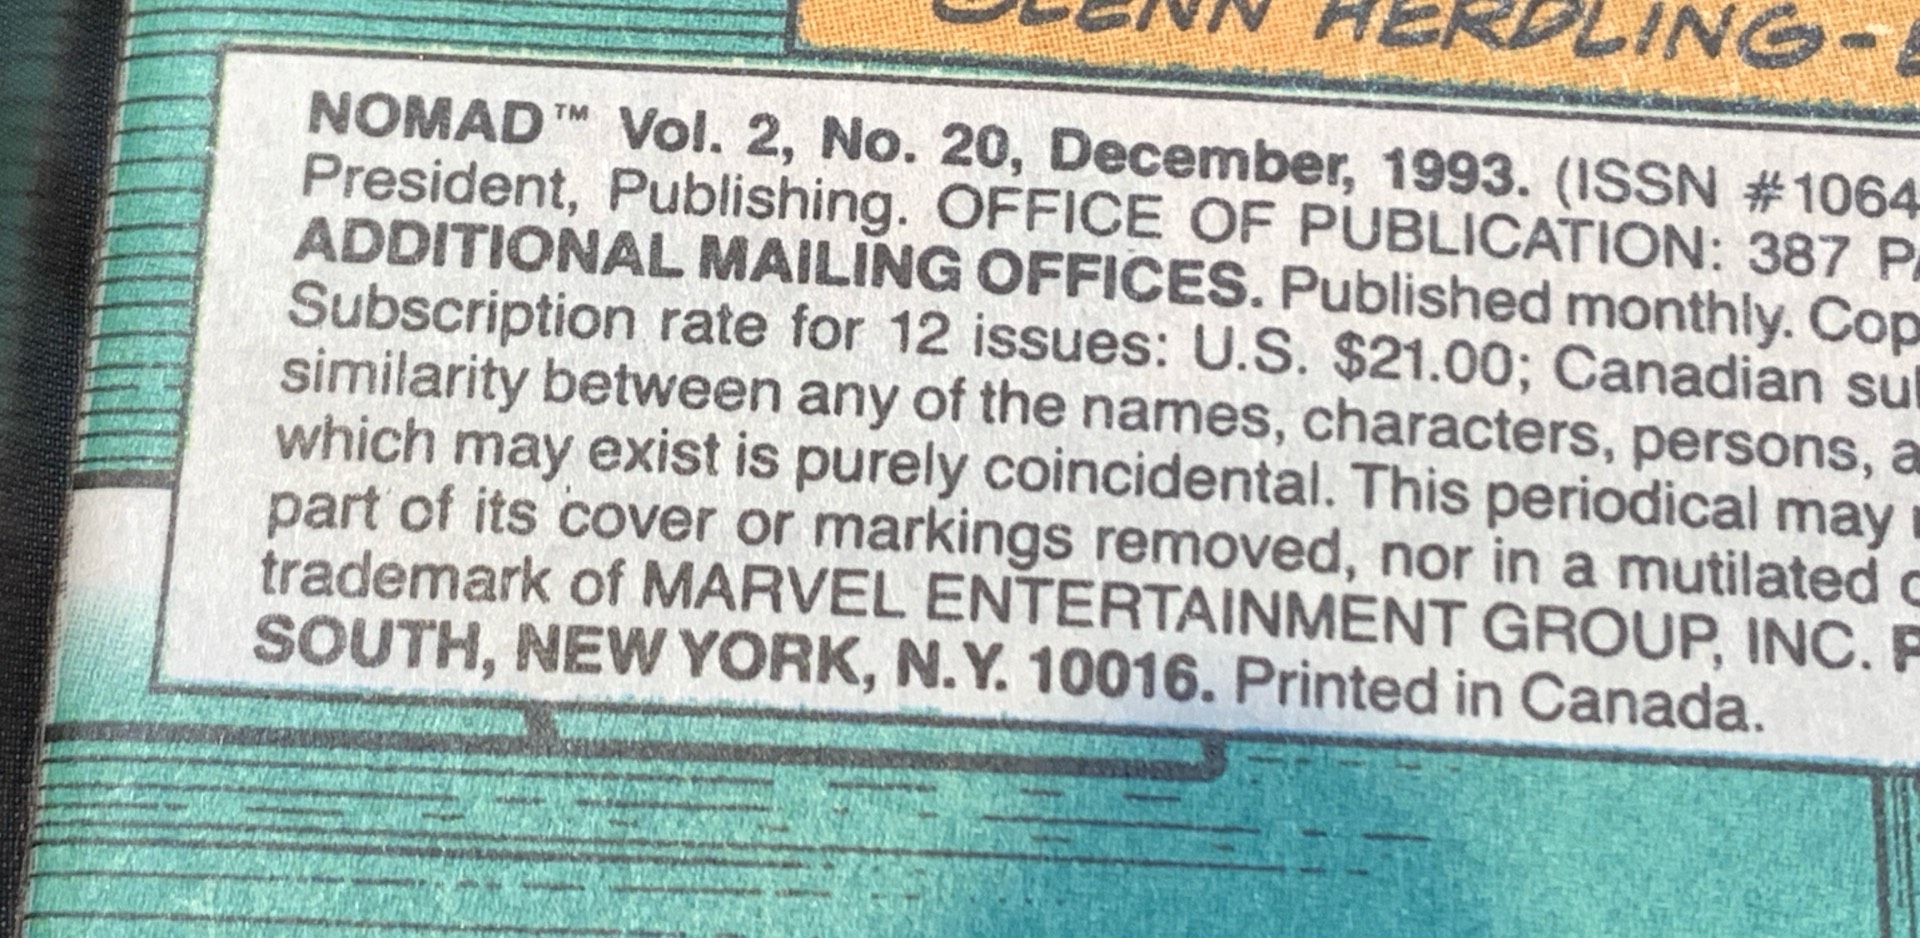 GLENN HERDLING-
NOMAD™ Vol. 2, No. 20, December, 1993. (ISSN #1064
President, Publishing. OFFICE OF PUBLICATION: 387
ADDITIONAL MAILING OFFICES. Published monthly. Cop
Subscription rate for 12 issues: U.S. $21.00; Canadian
similarity between any of the names, characters, persons,
which may exist is purely coincidental. This periodical may
part of its cover or markings removed, nor in a mutilated
trademark of MARVEL ENTERTAINMENT GROUP, INC.
SOUTH, NEW YORK, N.Y. 10016. Printed in Canada.